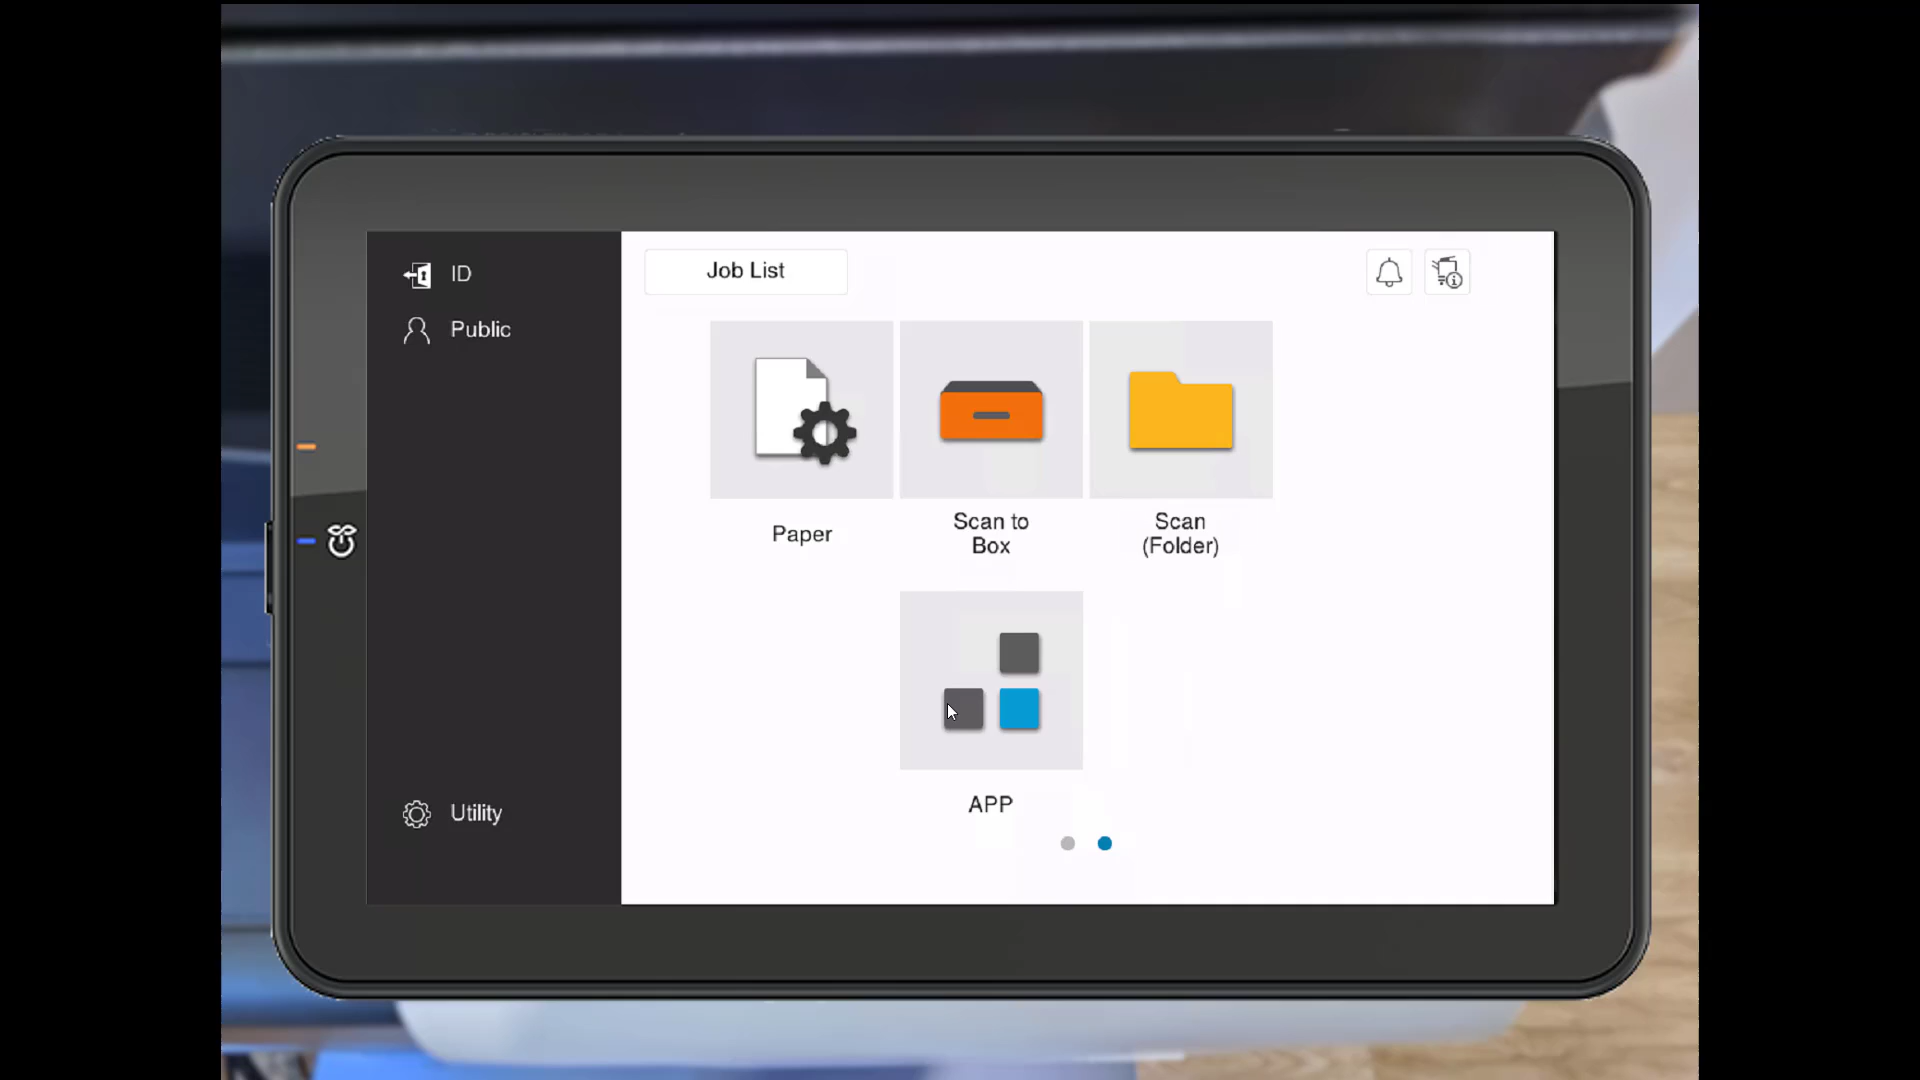 ID
Public
Utility
Job List
Paper
Scan to
Box
Scan
(Folder)
APP